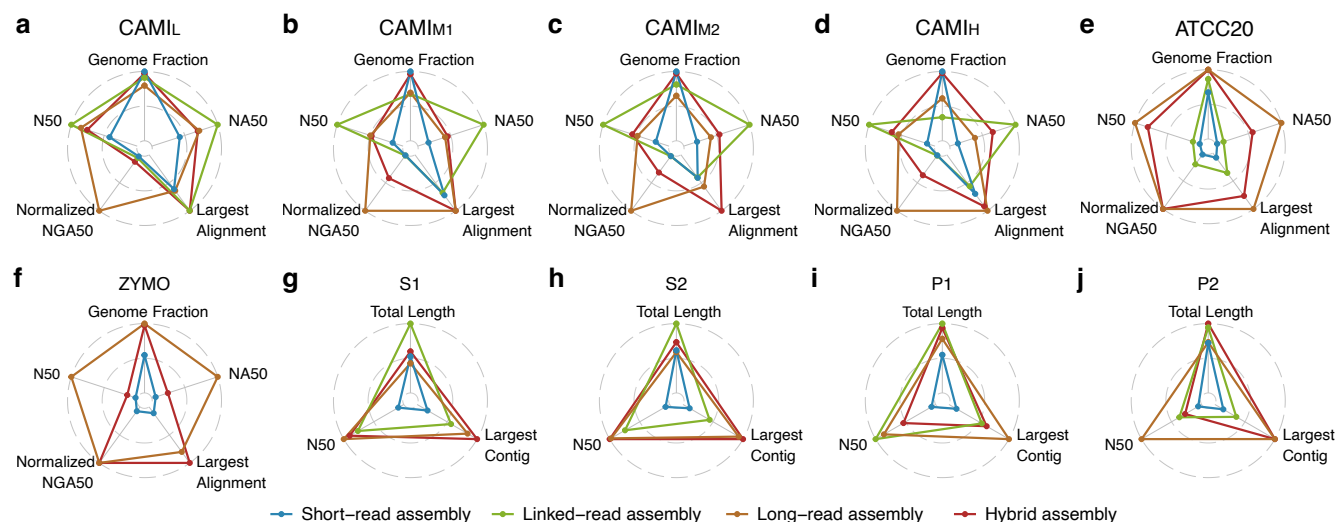 a
CAMIL
Genome Fraction
N50
NA50
Normalized
NGA50
Largest
Alignment
b
CAMIM1
Genome Fraction
N50
NA50
Normalized
NGA50
Largest
Alignment
c
CAMIM2
Genome Fraction
N50
NA50
Normalized
NGA50
Largest
Alignment
d
CAMIH
Genome Fraction
N50
NA50
Normalized
NGA50
Largest
Alignment
e
ATCC20
Genome Fraction
N50
NA50
Normalized
NGA50
Largest
Alignment
f
ZYMO
Genome Fraction
N50
NA50
Normalized
NGA50
Largest
Alignment
g
S1
Total Length
N50
Largest
Contig
h
S2
Total Length
N50
Largest
Contig
i
P1
Total Length
N50
Largest
Contig
j
P2
Total Length
N50
Largest
Contig
Short−read assembly
Linked−read assembly
Long−read assembly
Hybrid assembly